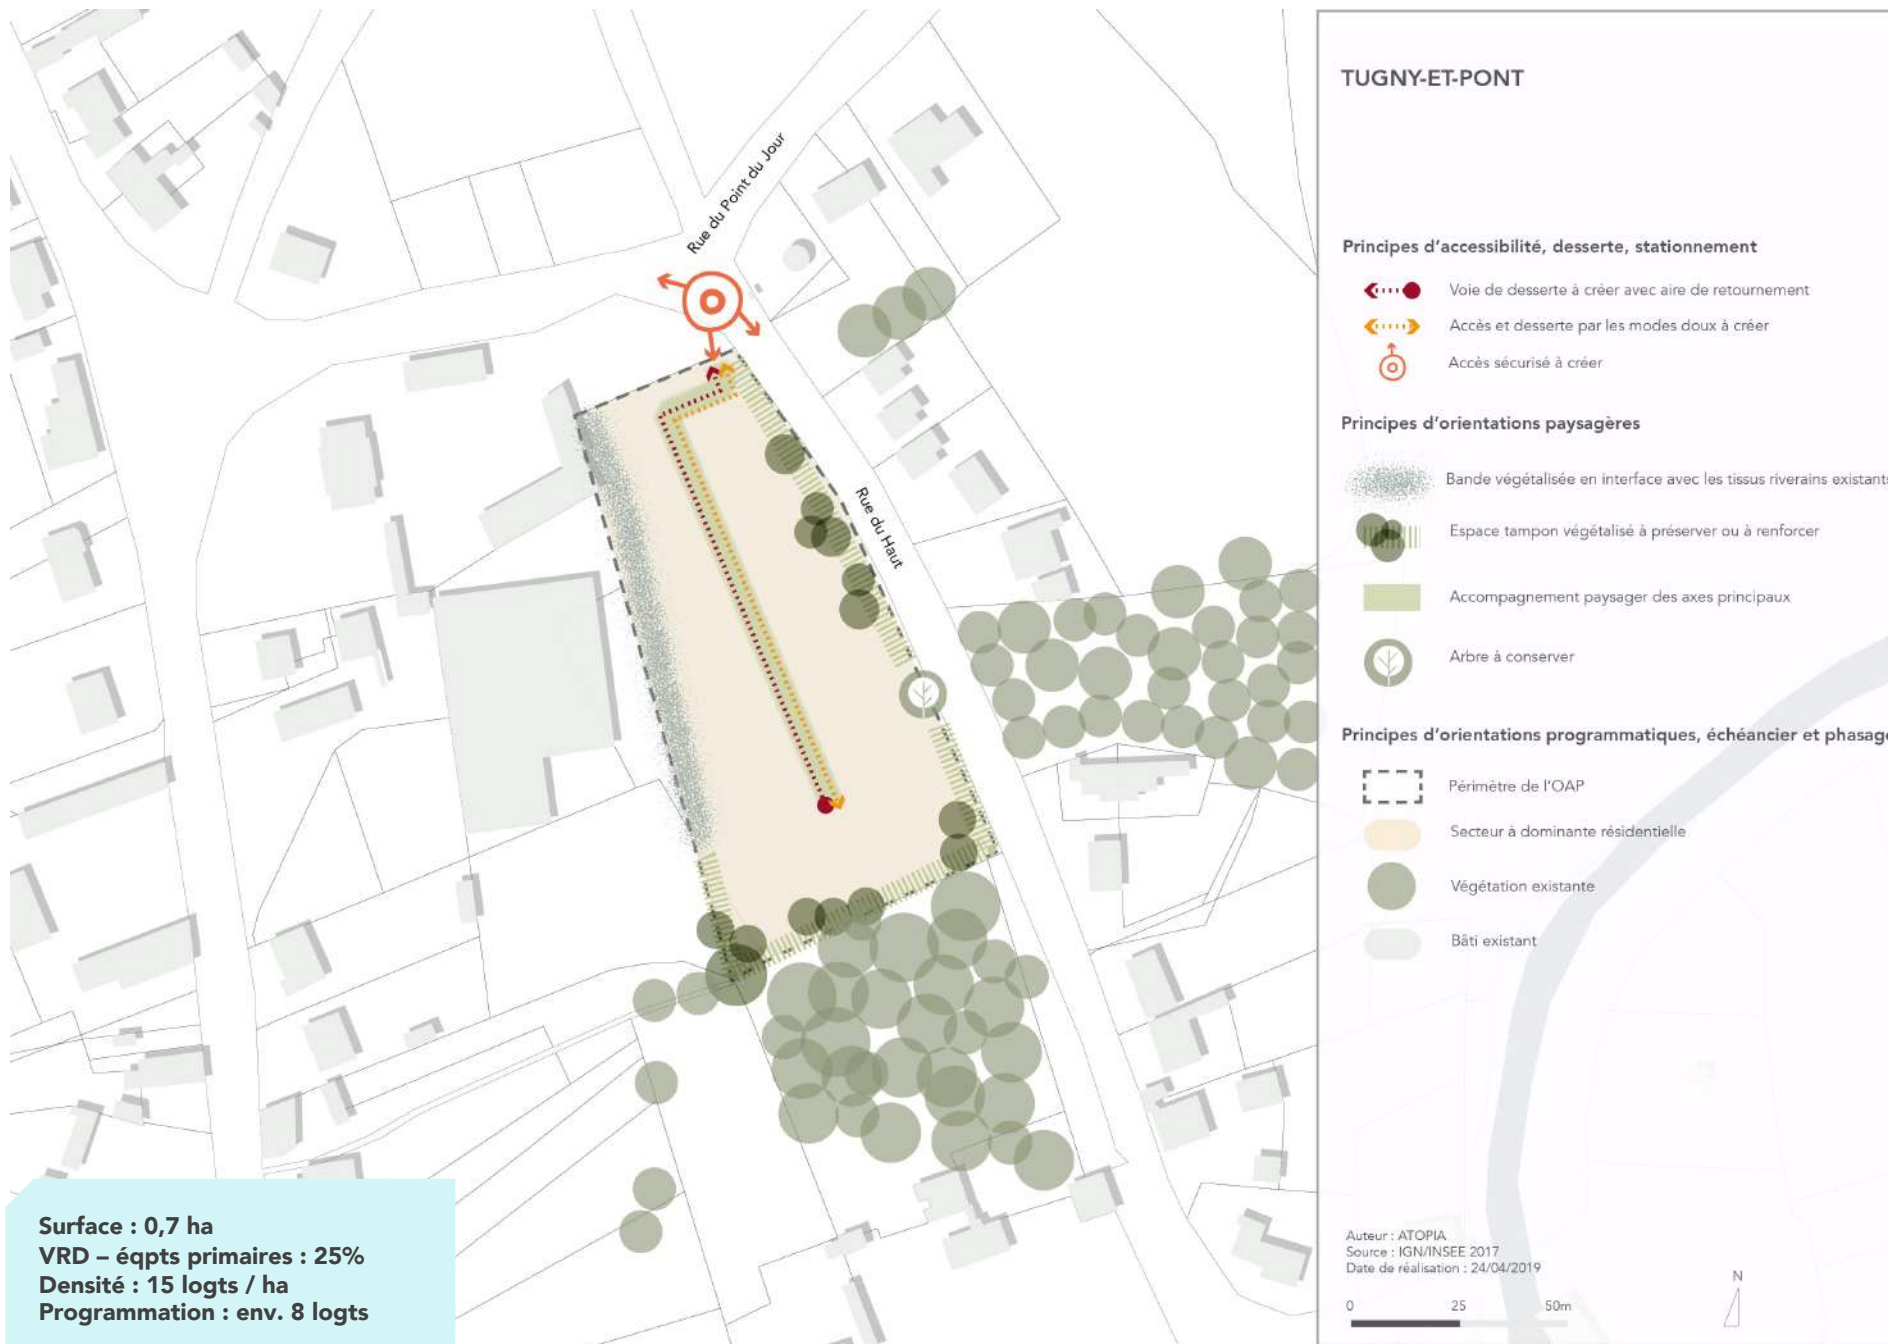 TUGNY-ET-PONT
Rue du Point du Jour
Rue du Haut
Principes d'accessibilité, desserte, stationnement
Voie de desserte à créer avec aire de retournement
Accès et desserte par les modes doux à créer
Accès sécurisé à créer
Principes d'orientations paysagères
Bande végétalisée en interface avec les tissus riverains existants
Espace tampon végétalisé à préserver ou à renforcer
Accompagnement paysager des axes principaux
Arbre à conserver
Principes d'orientations programmatiques, échéancier et phasage
Périmètre de l'OAP
Secteur à dominante résidentielle
Végétation existante
Bâti existant
Surface : 0,7 ha
VRD – éqpts primaires : 25%
Densité : 15 logts / ha
Programmation : env. 8 logts
Auteur : ATOPIA
Source : IGN/INSEE 2017
Date de réalisation : 24/04/2019
N
0 25 50m